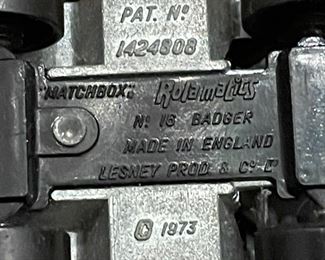 PAT. Nº
1424808
"MATCHBOX" Rolamatics
Nº 16 BADGER
MADE IN ENGLAND
LESNEY PROD. & Cº Lᵀᴰ
© 1973